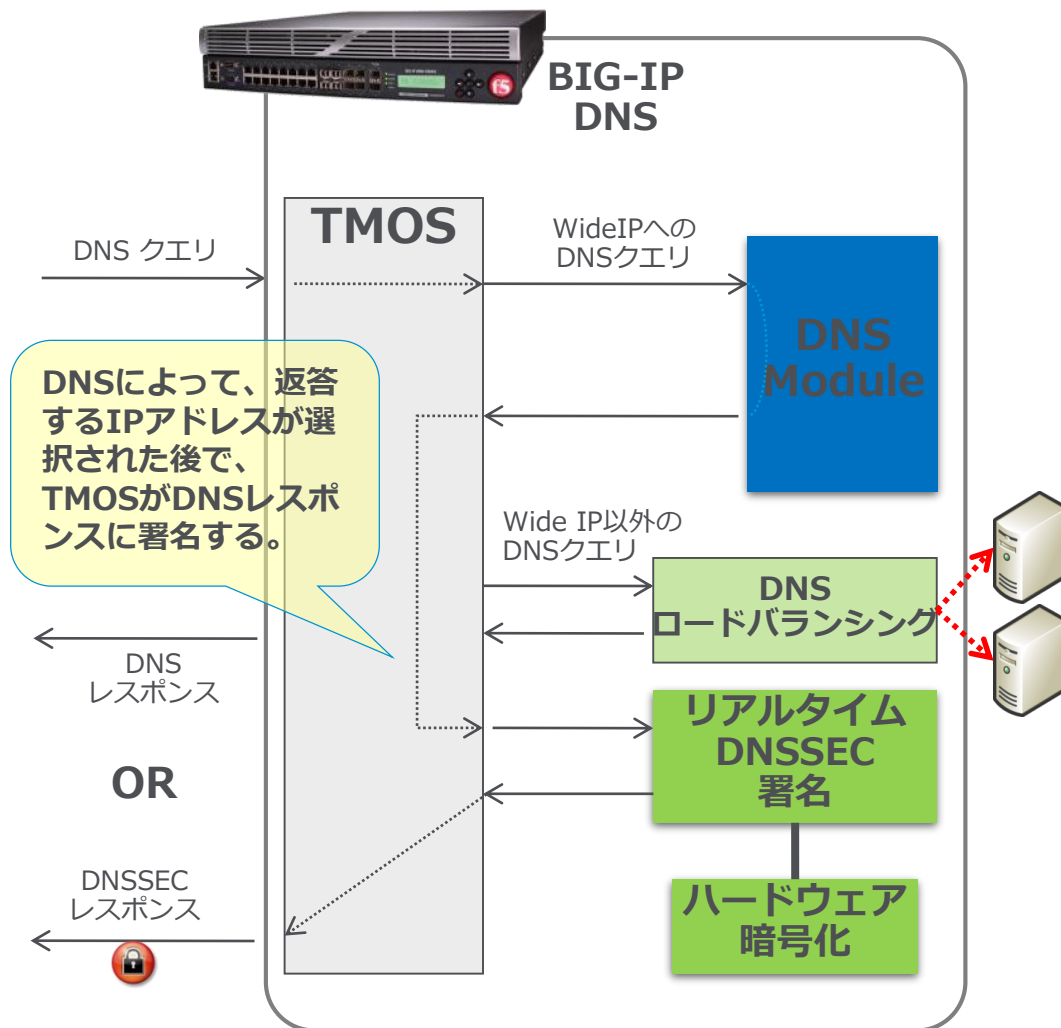 BIG-IP
DNS
f5
TMOS
DNS クエリ
WideIPへの
DNSクエリ
DNS
Module
DNSによって、返答
するIPアドレスが選
択された後で、
TMOSがDNSレスポ
ンスに署名する。
Wide IP以外の
DNSクエリ
DNS
ロードバランシング
DNS
レスポンス
リアルタイム
DNSSEC
署名
OR
DNSSEC
レスポンス
ハードウェア
暗号化